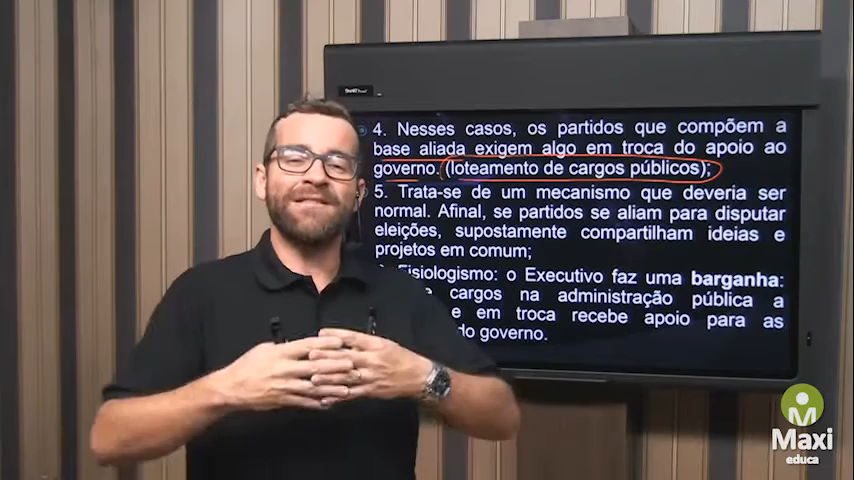 4. Nesses casos, os partidos que compõem a
base aliada exigem algo em troca do apoio ao
governo. (loteamento de cargos públicos);
5. Trata-se de um mecanismo que deveria ser
normal. Afinal, se partidos se aliam para disputar
eleições, supostamente compartilham ideias e
projetos em comum;
Fisiologismo: o Executivo faz uma barganha:
cargos na administração pública a
e em troca recebe apoio para as
do governo.
Maxi
educa